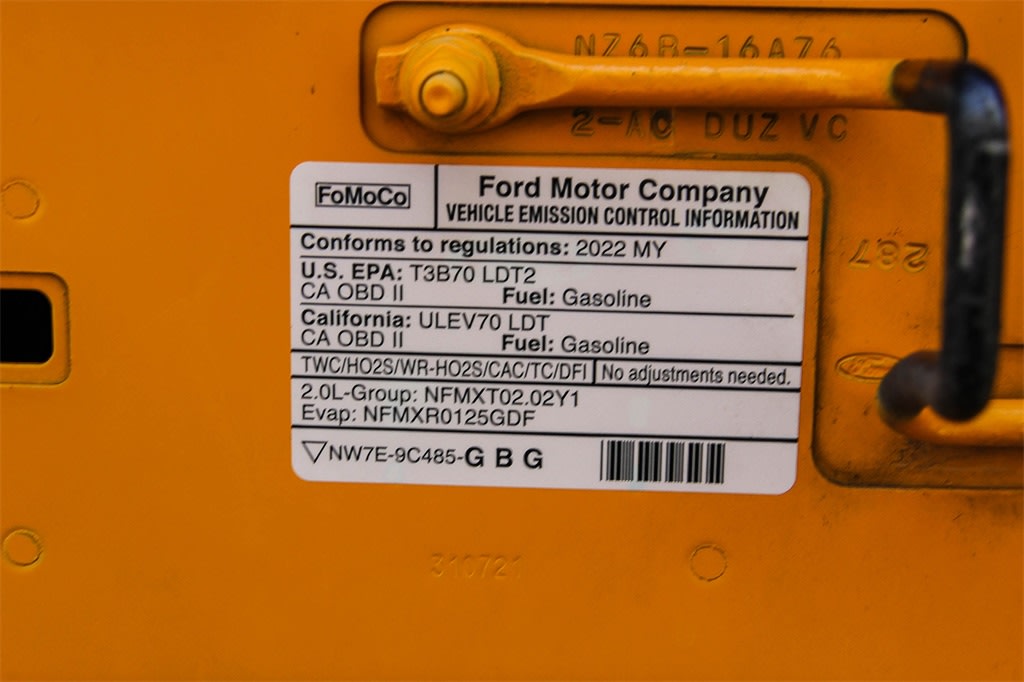 NZ6B-16A76
2-AC DUZ VC
FoMoCo
Ford Motor Company
VEHICLE EMISSION CONTROL INFORMATION
Conforms to regulations: 2022 MY
U.S. EPA: T3B70 LDT2
CA OBD II Fuel: Gasoline
California: ULEV70 LDT
CA OBD II Fuel: Gasoline
TWC/HO2S/WR-HO2S/CAC/TC/DFI No adjustments needed.
2.0L-Group: NFMXT02.02Y1
Evap: NFMXR0125GDF
NW7E-9C485-G B G
287
310721